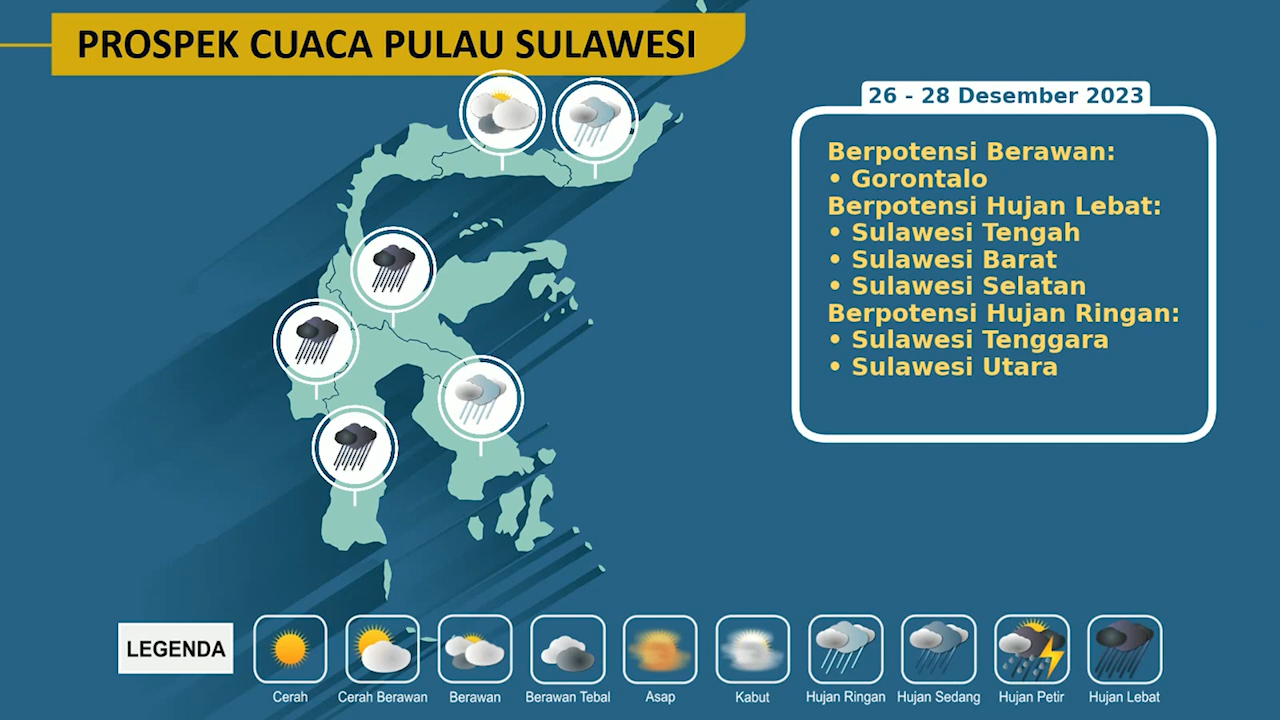 PROSPEK CUACA PULAU SULAWESI
26 - 28 Desember 2023
Berpotensi Berawan:
• Gorontalo
Berpotensi Hujan Lebat:
• Sulawesi Tengah
• Sulawesi Barat
• Sulawesi Selatan
Berpotensi Hujan Ringan:
• Sulawesi Tenggara
• Sulawesi Utara
LEGENDA
Cerah
Cerah Berawan
Berawan
Berawan Tebal
Asap
Kabut
Hujan Ringan
Hujan Sedang
Hujan Petir
Hujan Lebat